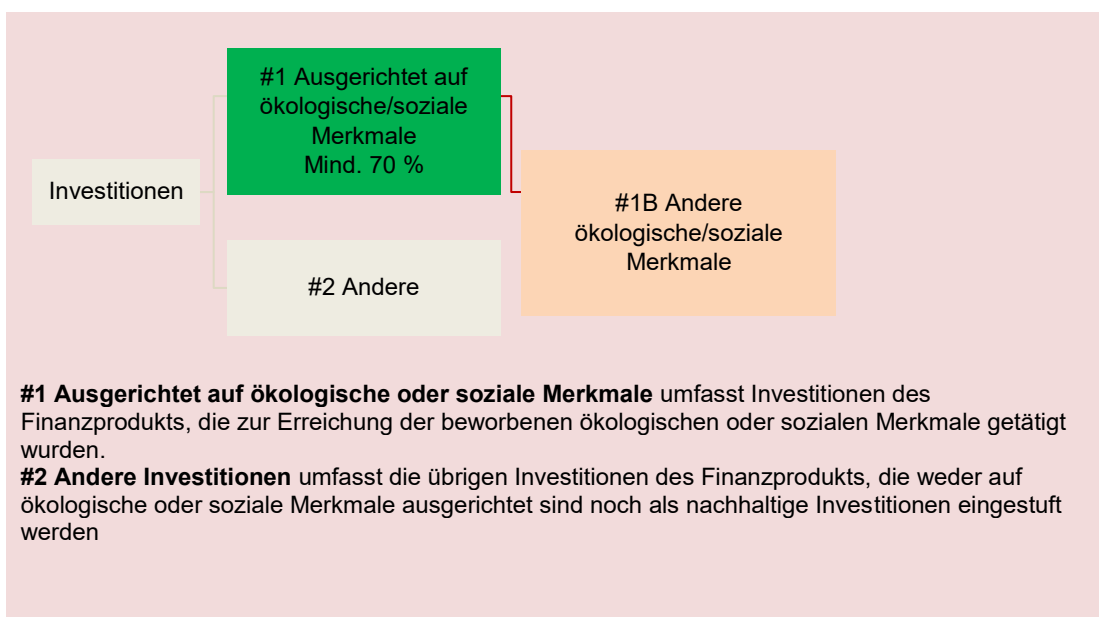 #1 Ausgerichtet auf
ökologische/soziale
Merkmale
Mind. 70 %
Investitionen
#1B Andere
ökologische/soziale
Merkmale
#2 Andere
#1 Ausgerichtet auf ökologische oder soziale Merkmale umfasst Investitionen des
Finanzprodukts, die zur Erreichung der beworbenen ökologischen oder sozialen Merkmale getätigt
wurden.
#2 Andere Investitionen umfasst die übrigen Investitionen des Finanzprodukts, die weder auf
ökologische oder soziale Merkmale ausgerichtet sind noch als nachhaltige Investitionen eingestuft
werden